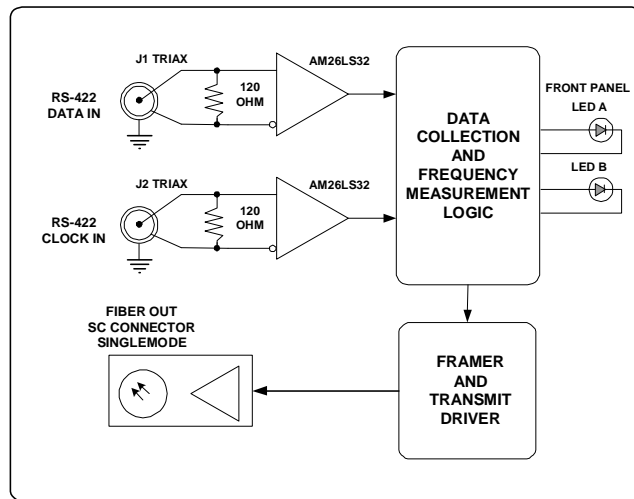 J1 TRIAX
AM26LS32
RS-422
DATA IN
120
OHM
J2 TRIAX
AM26LS32
RS-422
CLOCK IN
120
OHM
DATA
COLLECTION
AND
FREQUENCY
MEASUREMENT
LOGIC
FRONT PANEL
LED A
LED B
FIBER OUT
SC CONNECTOR
SINGLEMODE
FRAMER
AND
TRANSMIT
DRIVER